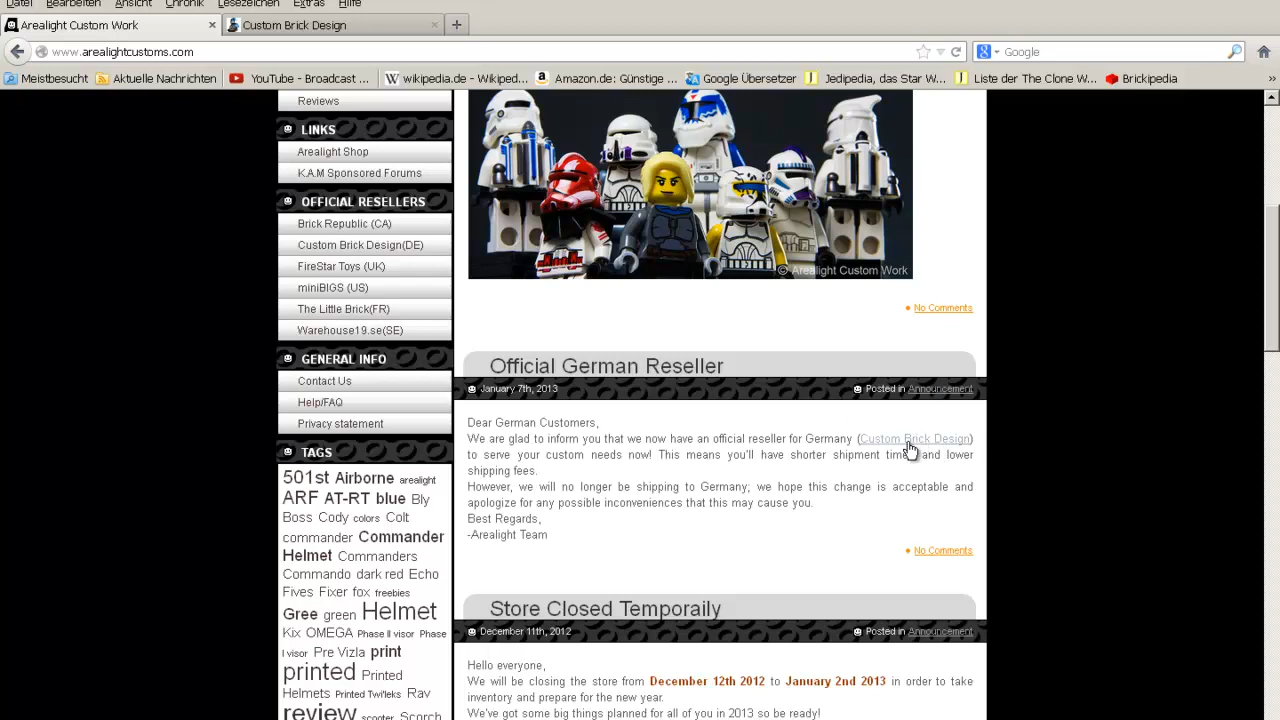 Datei Bearbeiten Ansicht Chronik Lesezeichen Extras Hilfe
Arealight Custom Work
Custom Brick Design
www.arealightcustoms.com
Google
Meistbesucht
Aktuelle Nachrichten
YouTube - Broadcast ...
wikipedia.de - Wikiped...
Amazon.de: Günstige ...
Google Übersetzer
Jedipedia, das Star W...
Liste der The Clone W...
Brickipedia
Reviews
LINKS
Arealight Shop
K.A.M Sponsored Forums
OFFICIAL RESELLERS
Brick Republic (CA)
Custom Brick Design(DE)
FireStar Toys (UK)
miniBIGS (US)
The Little Brick(FR)
Warehouse19.se(SE)
GENERAL INFO
Contact Us
Help/FAQ
Privacy statement
TAGS
501st Airborne arealight
ARF AT-RT blue Bly
Boss Cody colors Colt
commander Commander
Helmet Commanders
Commando dark red Echo
Fives Fixer fox freebies
Gree green Helmet
Kix OMEGA Phase II visor Phase
I visor Pre Vizla print
printed Printed
Helmets Printed Twi'leks Rav
review scooter Scorch
© Arealight Custom Work
No Comments
Official German Reseller
January 7th, 2013
Posted in Announcement
Dear German Customers,
We are glad to inform you that we now have an official reseller for Germany (Custom Brick Design)
to serve your custom needs now! This means you'll have shorter shipment times and lower
shipping fees.
However, we will no longer be shipping to Germany; we hope this change is acceptable and
apologize for any possible inconveniences that this may cause you.
Best Regards,
-Arealight Team
No Comments
Store Closed Temporaily
December 11th, 2012
Posted in Announcement
Hello everyone,
We will be closing the store from December 12th 2012 to January 2nd 2013 in order to take
inventory and prepare for the new year.
We've got some big things planned for all of you in 2013 so be ready!